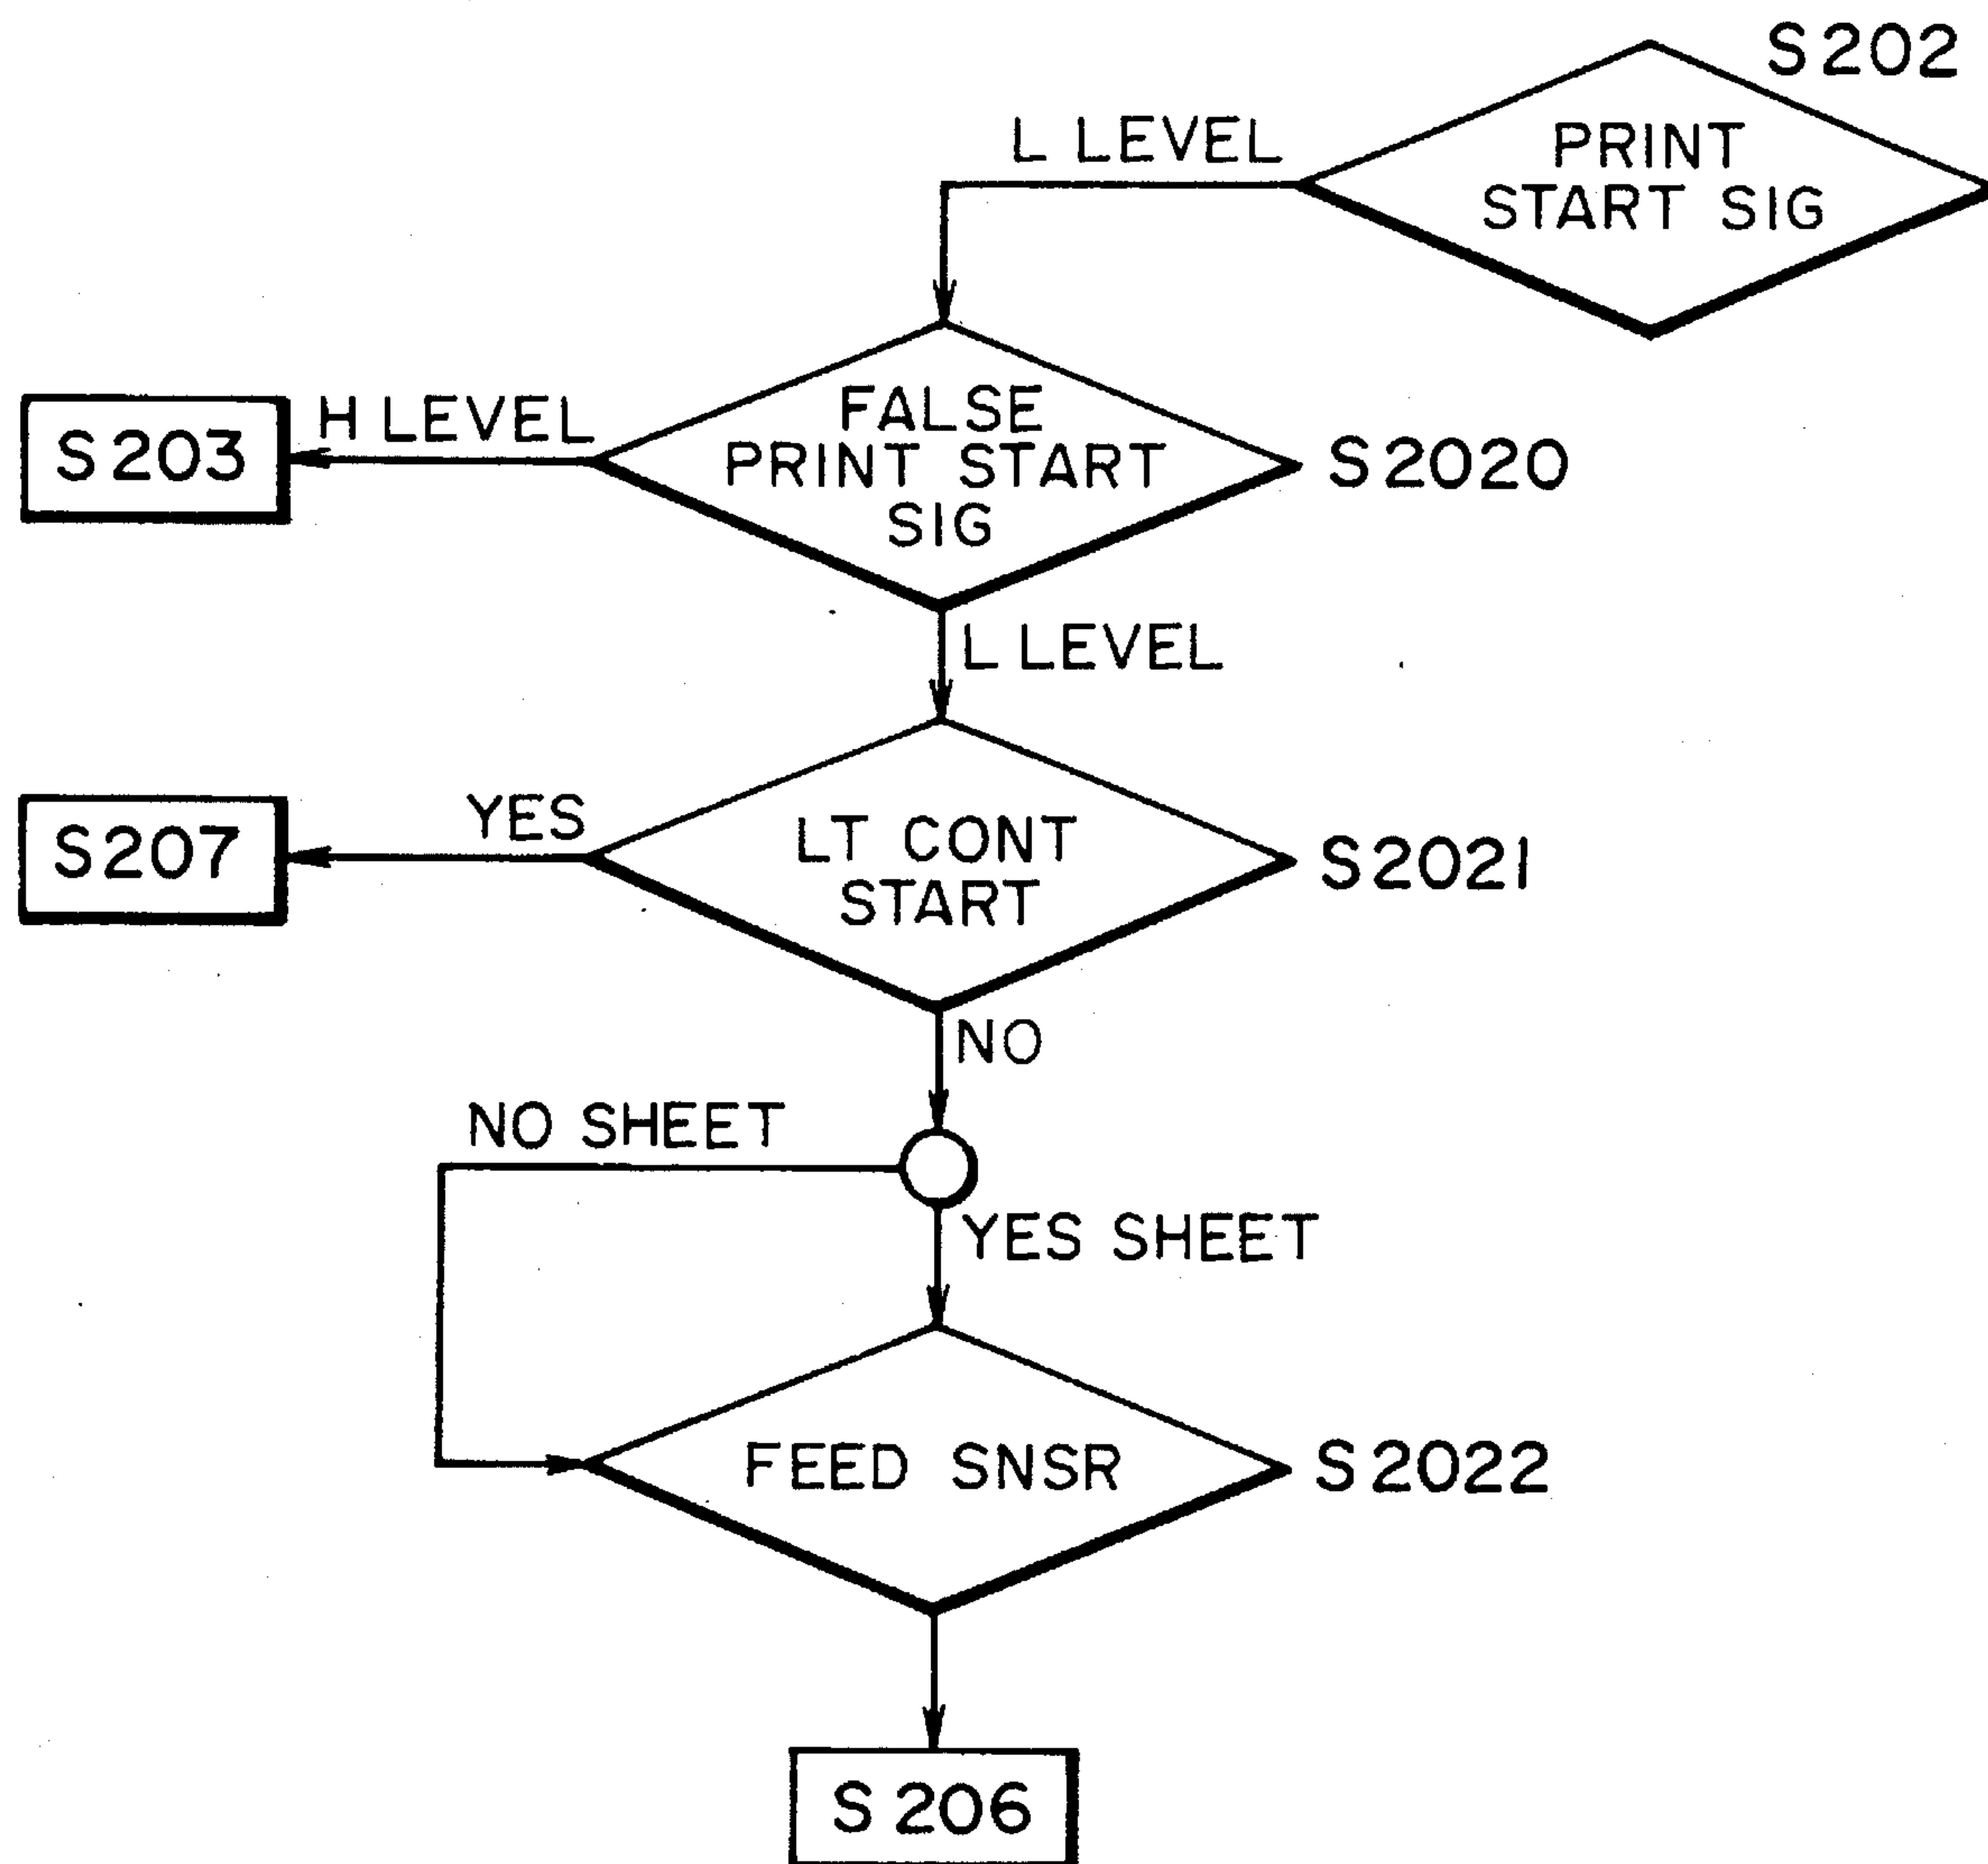 S202
L LEVEL
PRINT
START SIG
H LEVEL
S203
FALSE
PRINT START
SIG
S2020
L LEVEL
YES
S207
LT CONT
START
S2021
NO
NO SHEET
YES SHEET
FEED SNSR
S2022
S206